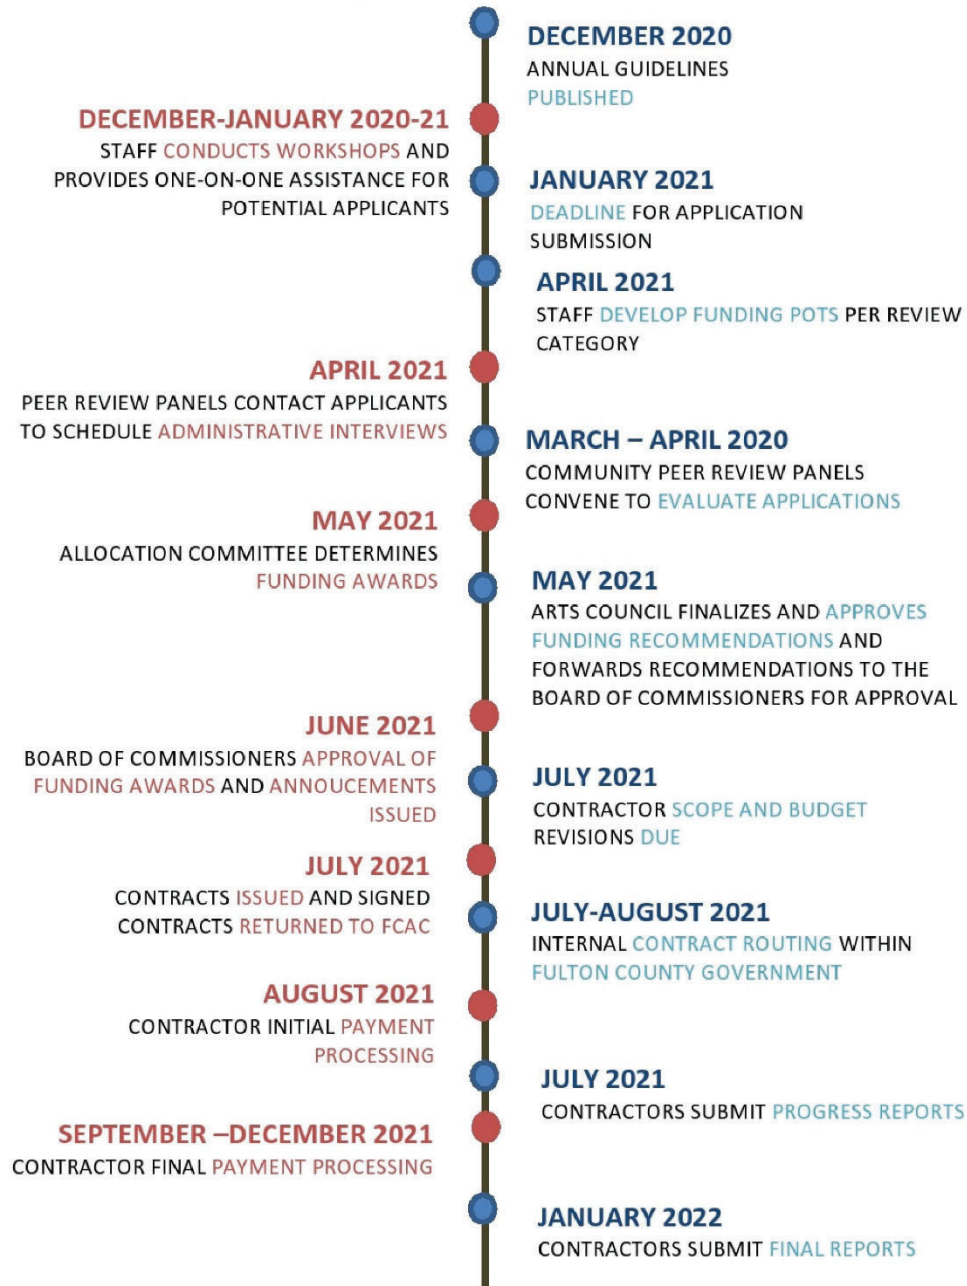 DECEMBER 2020
ANNUAL GUIDELINES
PUBLISHED
DECEMBER-JANUARY 2020-21
STAFF CONDUCTS WORKSHOPS AND
PROVIDES ONE-ON-ONE ASSISTANCE FOR
POTENTIAL APPLICANTS
JANUARY 2021
DEADLINE FOR APPLICATION
SUBMISSION
APRIL 2021
STAFF DEVELOP FUNDING POTS PER REVIEW
CATEGORY
APRIL 2021
PEER REVIEW PANELS CONTACT APPLICANTS
TO SCHEDULE ADMINISTRATIVE INTERVIEWS
MARCH – APRIL 2020
COMMUNITY PEER REVIEW PANELS
CONVENE TO EVALUATE APPLICATIONS
MAY 2021
ALLOCATION COMMITTEE DETERMINES
FUNDING AWARDS
MAY 2021
ARTS COUNCIL FINALIZES AND APPROVES
FUNDING RECOMMENDATIONS AND
FORWARDS RECOMMENDATIONS TO THE
BOARD OF COMMISSIONERS FOR APPROVAL
JUNE 2021
BOARD OF COMMISSIONERS APPROVAL OF
FUNDING AWARDS AND ANNOUCEMENTS
ISSUED
JULY 2021
CONTRACTOR SCOPE AND BUDGET
REVISIONS DUE
JULY 2021
CONTRACTS ISSUED AND SIGNED
CONTRACTS RETURNED TO FCAC
JULY-AUGUST 2021
INTERNAL CONTRACT ROUTING WITHIN
FULTON COUNTY GOVERNMENT
AUGUST 2021
CONTRACTOR INITIAL PAYMENT
PROCESSING
JULY 2021
CONTRACTORS SUBMIT PROGRESS REPORTS
SEPTEMBER –DECEMBER 2021
CONTRACTOR FINAL PAYMENT PROCESSING
JANUARY 2022
CONTRACTORS SUBMIT FINAL REPORTS